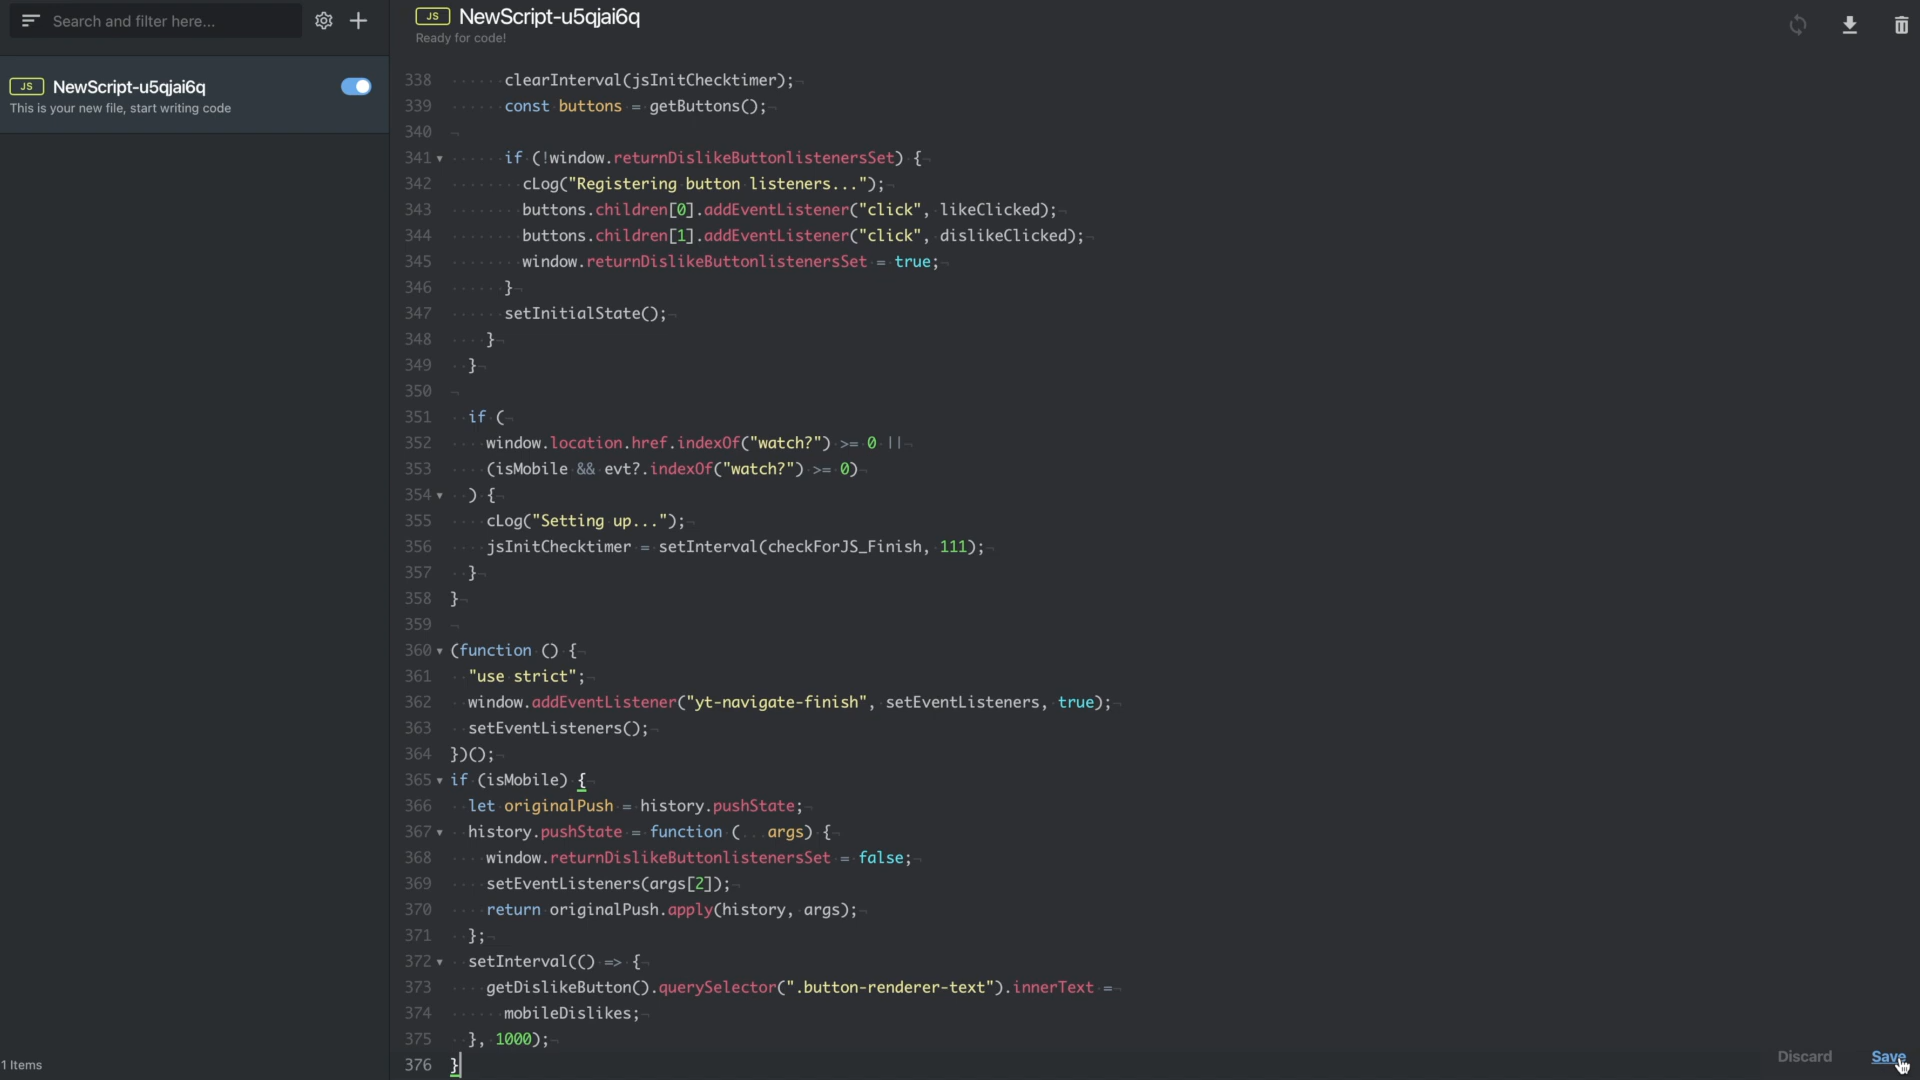 Search and filter here...
JS NewScript-u5qjai6q
Ready for code!
JS NewScript-u5qjai6q
This is your new file, start writing code
338 clearInterval(jsInitChecktimer);
339 const buttons = getButtons();
340
341 if (!window.returnDislikeButtonlistenersSet) {
342 cLog("Registering button listeners...");
343 buttons.children[0].addEventListener("click", likeClicked);
344 buttons.children[1].addEventListener("click", dislikeClicked);
345 window.returnDislikeButtonlistenersSet = true;
346 }
347 setInitialState();
348 }
349 }
350
351 if (
352 window.location.href.indexOf("watch?") >= 0 ||
353 (isMobile && evt?.indexOf("watch?") >= 0)
354 ) {
355 cLog("Setting up...");
356 jsInitChecktimer = setInterval(checkForJS_Finish, 111);
357 }
358 }
359
360 (function () {
361 "use strict";
362 window.addEventListener("yt-navigate-finish", setEventListeners, true);
363 setEventListeners();
364 })();
365 if (isMobile) {
366 let originalPush = history.pushState;
367 history.pushState = function (...args) {
368 window.returnDislikeButtonlistenersSet = false;
369 setEventListeners(args[2]);
370 return originalPush.apply(history, args);
371 };
372 setInterval(() => {
373 getDislikeButton().querySelector(".button-renderer-text").innerText =
374 mobileDislikes;
375 }, 1000);
376 }
1 Items
Discard Save